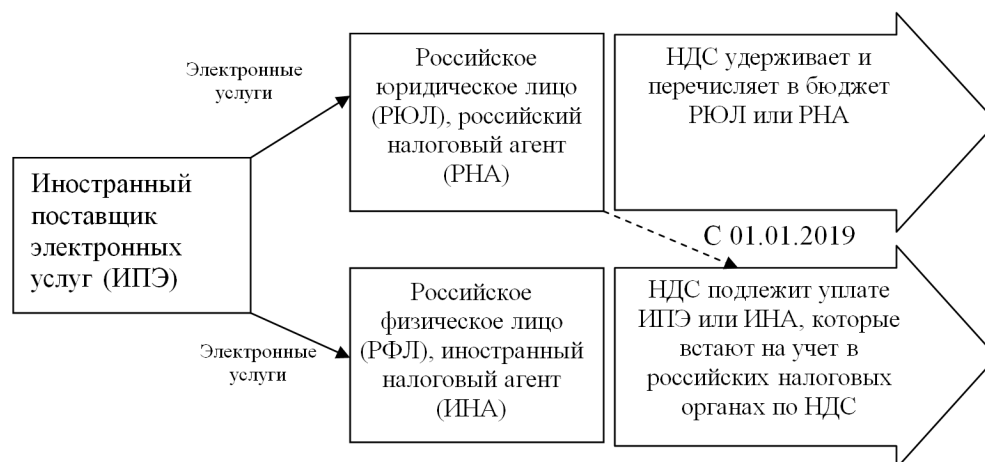 Иностранный
поставщик
электронных
услуг (ИПЭ)
Электронные
услуги
Российское
юридическое лицо
(РЮЛ), российский
налоговый агент
(РНА)
НДС удерживает и
перечисляет в бюджет
РЮЛ или РНА
С 01.01.2019
Электронные
услуги
Российское
физическое лицо
(РФЛ), иностранный
налоговый агент
(ИНА)
НДС подлежит уплате
ИПЭ или ИНА, которые
встают на учет в
российских налоговых
органах по НДС